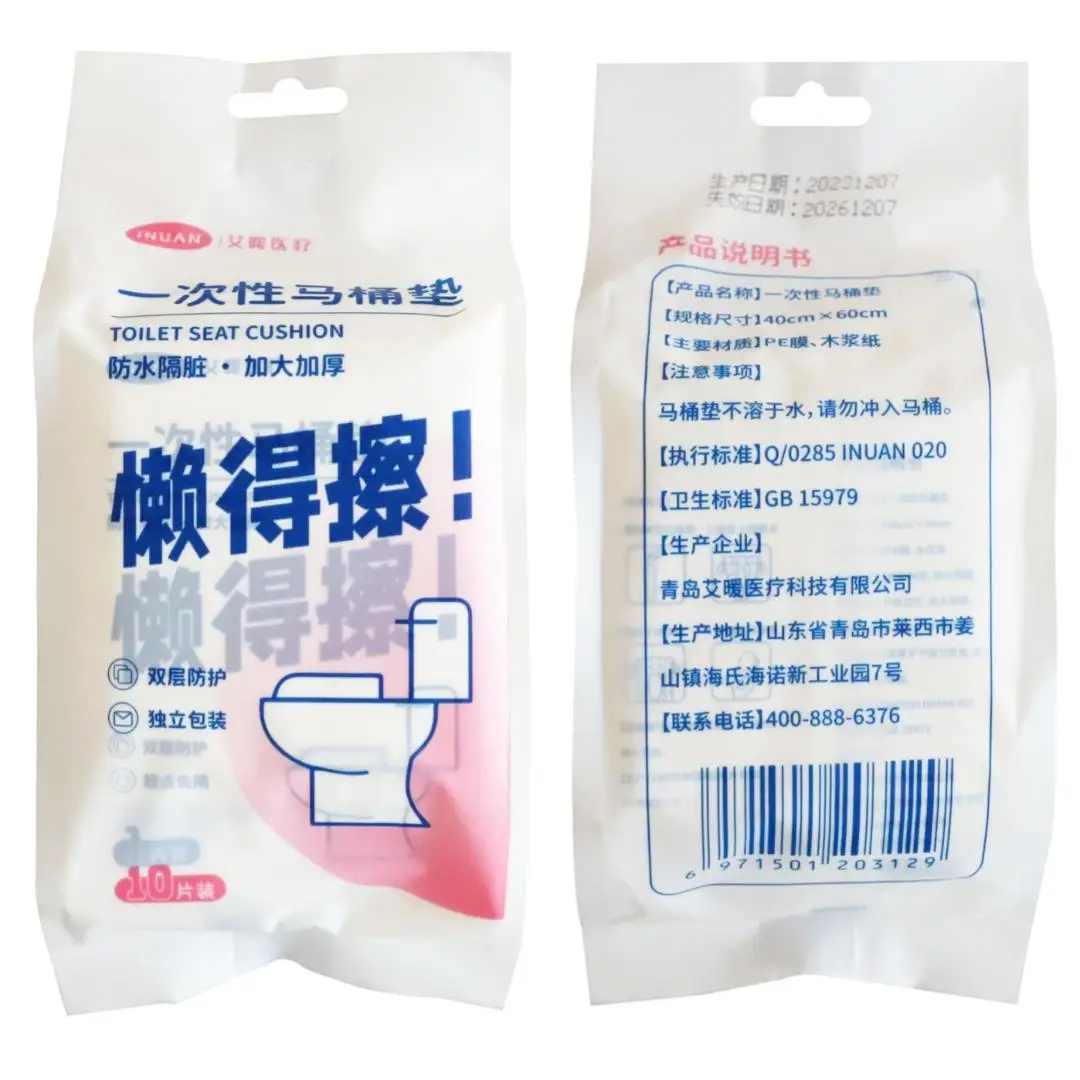 INUAN 艾暖医疗
一次性马桶垫
TOILET SEAT CUSHION
防水隔脏・加大加厚
懒得擦!
双层防护
独立包装
10片装
生产日期:20231207
失效日期:20261207
产品说明书
【产品名称】一次性马桶垫
【规格尺寸】40cm×60cm
【主要材质】PE膜、木浆纸
【注意事项】
马桶垫不溶于水,请勿冲入马桶。
【执行标准】Q/0285 INUAN 020
【卫生标准】GB 15979
【生产企业】
青岛艾暖医疗科技有限公司
【生产地址】山东省青岛市莱西市姜
山镇海氏海诺新工业园7号
【联系电话】400-888-6376
6 971501 203129